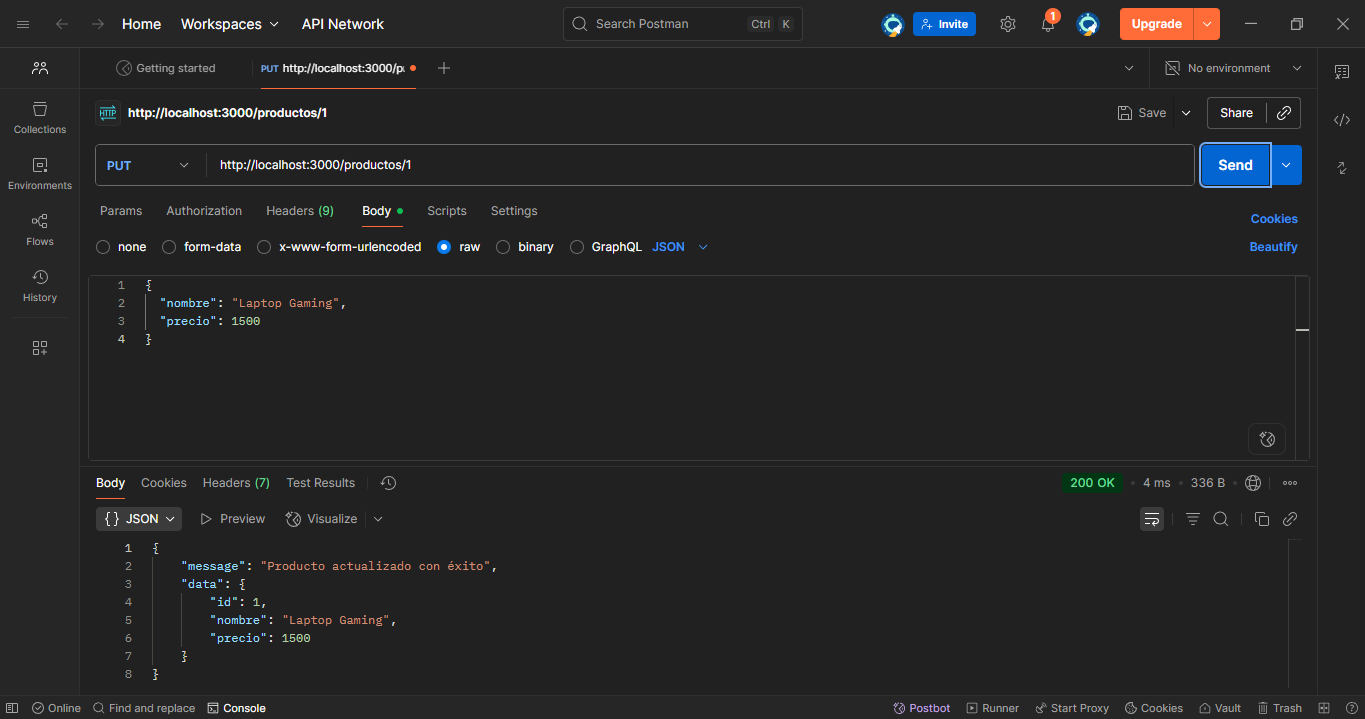 Home Workspaces API Network Search Postman Ctrl K Invite 1 Upgrade
Getting started PUT http://localhost:3000/p No environment
HTTP http://localhost:3000/productos/1 Save Share
Collections
Environments
Flows
History
PUT http://localhost:3000/productos/1 Send
Params Authorization Headers (9) Body Scripts Settings Cookies
none form-data x-www-form-urlencoded raw binary GraphQL JSON Beautify
1 {
2 "nombre": "Laptop Gaming",
3 "precio": 1500
4 }
Body Cookies Headers (7) Test Results 200 OK • 4 ms • 336 B
{} JSON Preview Visualize
1 {
2 "message": "Producto actualizado con éxito",
3 "data": {
4 "id": 1,
5 "nombre": "Laptop Gaming",
6 "precio": 1500
7 }
8 }
Online Find and replace Console Postbot Runner Start Proxy Cookies Vault Trash